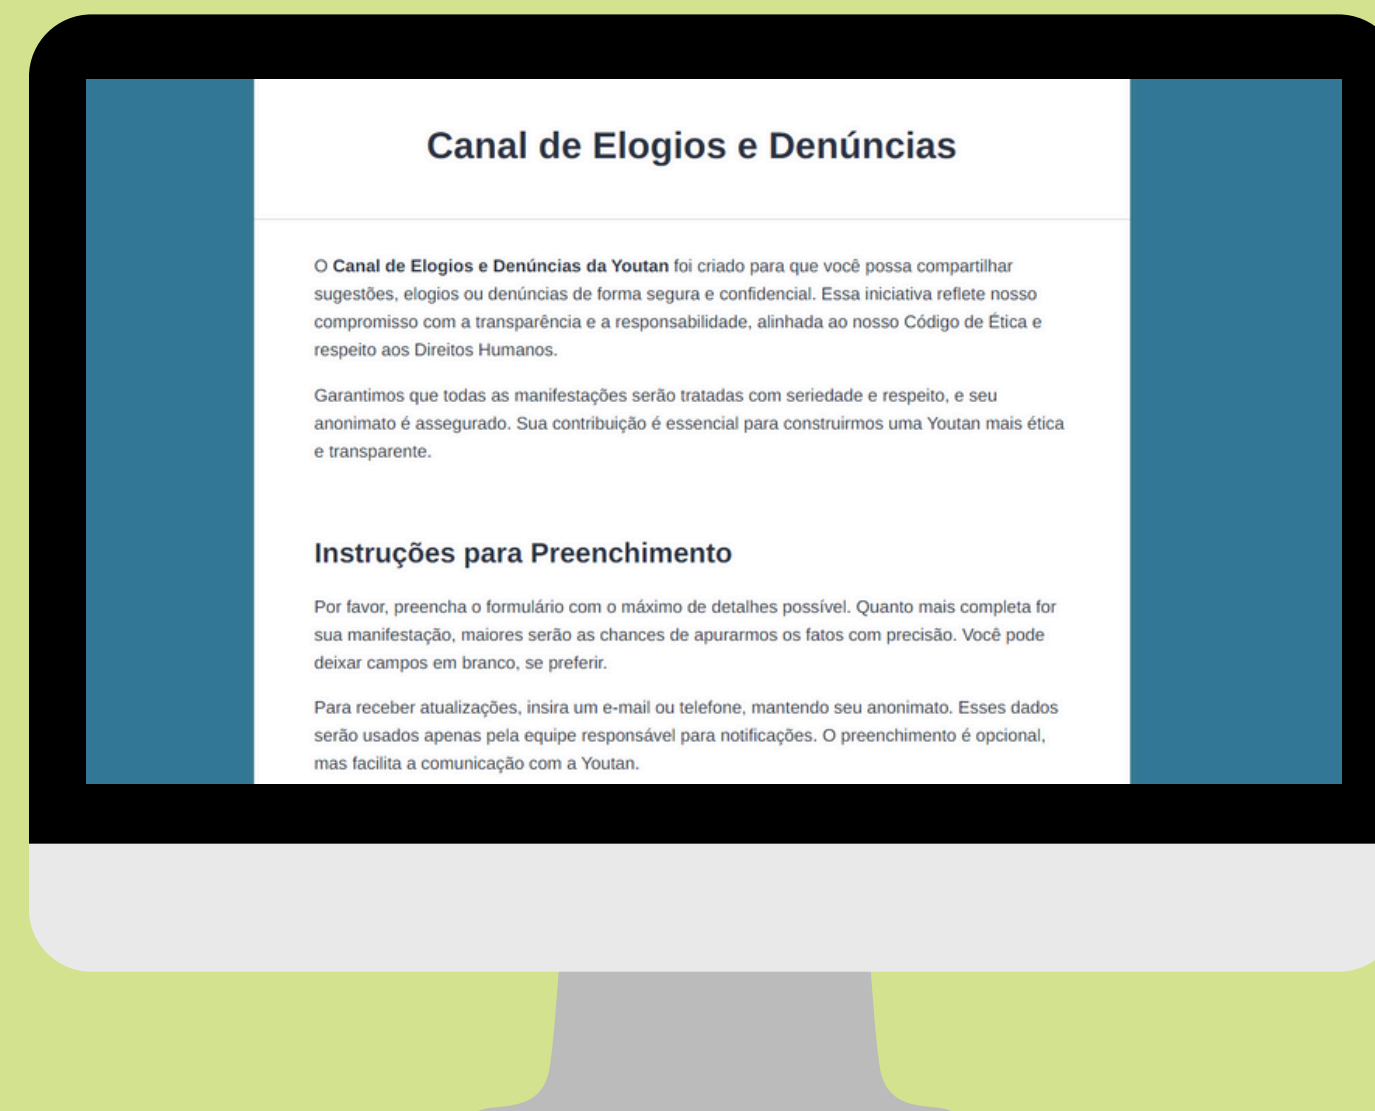 Canal de Elogios e Denúncias
O Canal de Elogios e Denúncias da Youtan foi criado para que você possa compartilhar
sugestões, elogios ou denúncias de forma segura e confidencial. Essa iniciativa reflete nosso
compromisso com a transparência e a responsabilidade, alinhada ao nosso Código de Ética e
respeito aos Direitos Humanos.
Garantimos que todas as manifestações serão tratadas com seriedade e respeito, e seu
anonimato é assegurado. Sua contribuição é essencial para construirmos uma Youtan mais ética
e transparente.
Instruções para Preenchimento
Por favor, preencha o formulário com o máximo de detalhes possível. Quanto mais completa for
sua manifestação, maiores serão as chances de apurarmos os fatos com precisão. Você pode
deixar campos em branco, se preferir.
Para receber atualizações, insira um e-mail ou telefone, mantendo seu anonimato. Esses dados
serão usados apenas pela equipe responsável para notificações. O preenchimento é opcional,
mas facilita a comunicação com a Youtan.